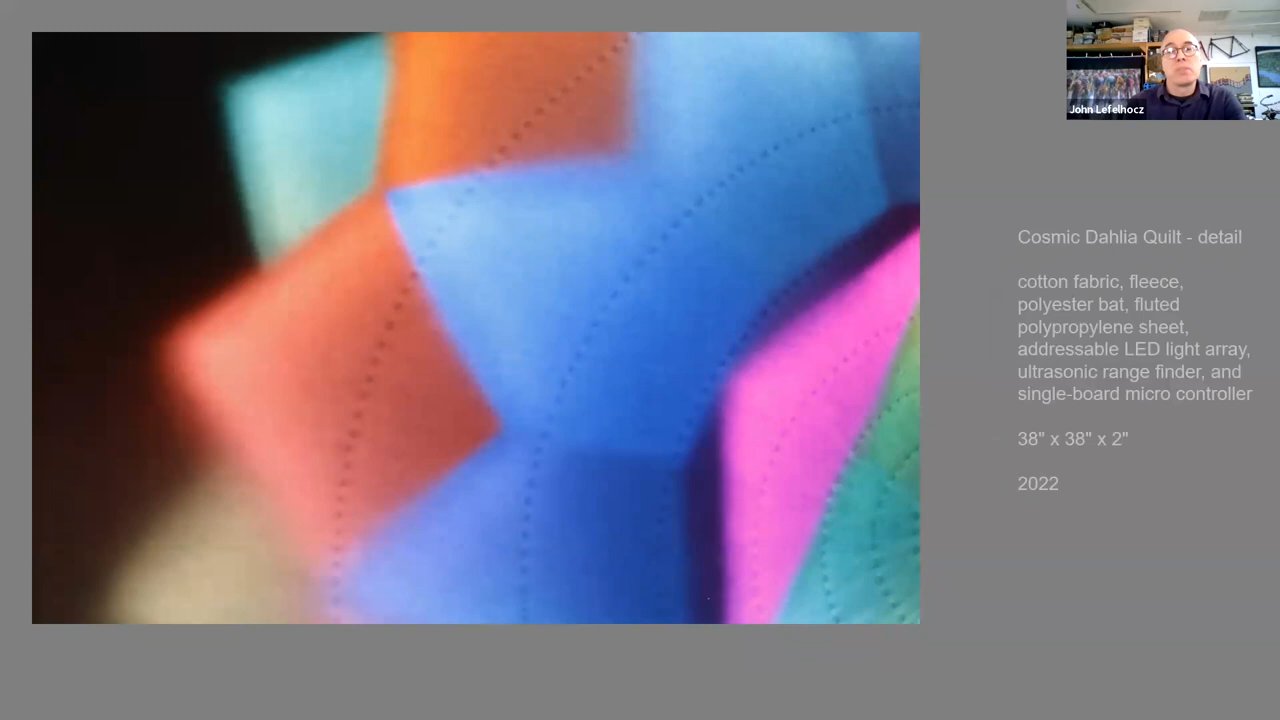 John Lefelhocz
Cosmic Dahlia Quilt - detail
cotton fabric, fleece,
polyester bat, fluted
polypropylene sheet,
addressable LED light array,
ultrasonic range finder, and
single-board micro controller
38" x 38" x 2"
2022